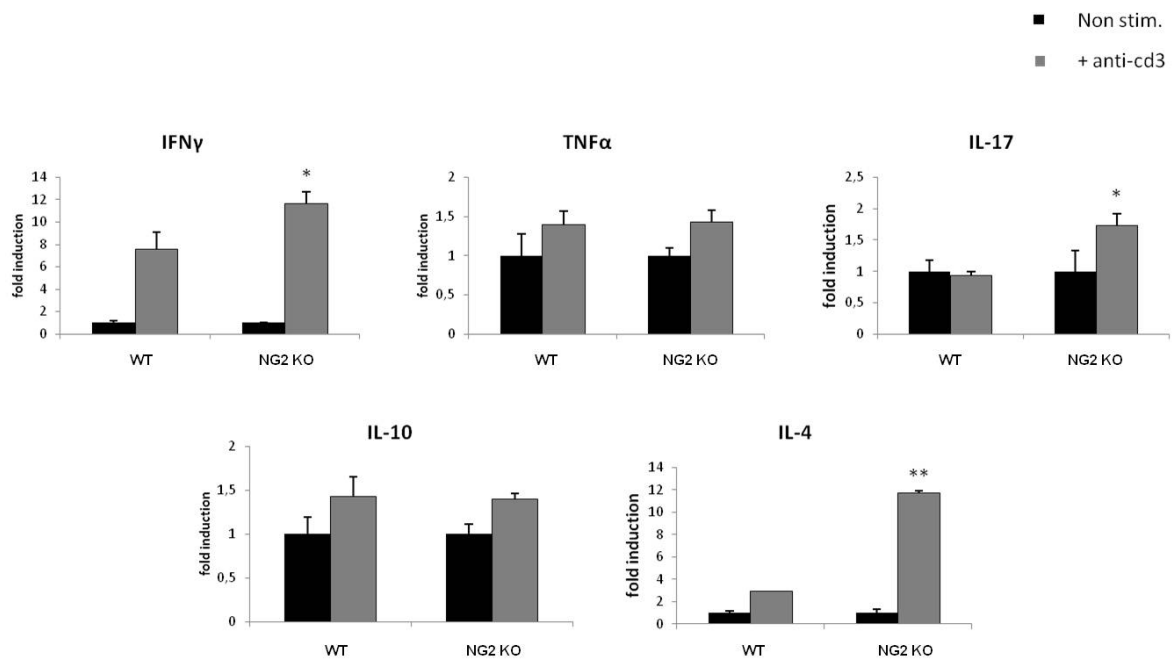 Non stim.
+ anti-cd3
IFNγ
fold induction
14
12
10
8
6
4
2
0
*
WT
NG2 KO
TNFα
fold induction
2
1,5
1
0,5
0
WT
NG2 KO
IL-17
fold induction
2,5
2
1,5
1
0,5
0
*
WT
NG2 KO
IL-10
fold induction
2
1,5
1
0,5
0
WT
NG2 KO
IL-4
fold induction
14
12
10
8
6
4
2
0
**
WT
NG2 KO